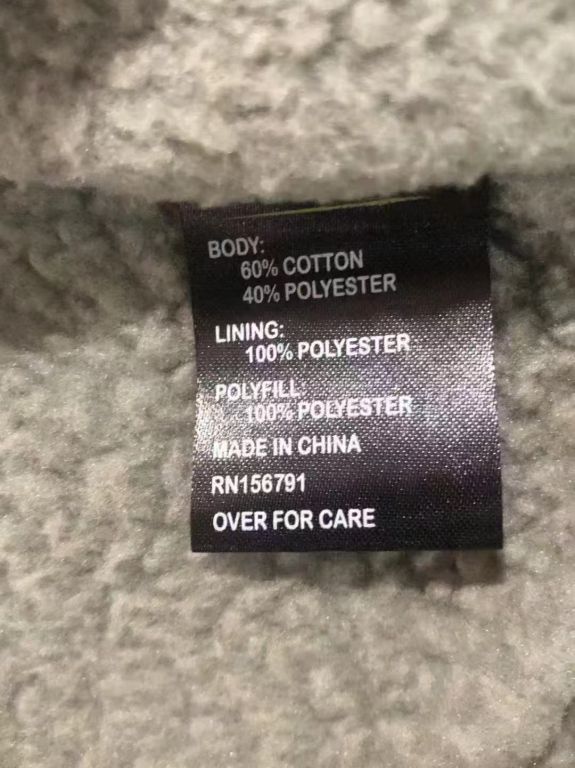 BODY:
60% COTTON
40% POLYESTER
LINING:
100% POLYESTER
POLYFILL:
100% POLYESTER
MADE IN CHINA
RN156791
OVER FOR CARE